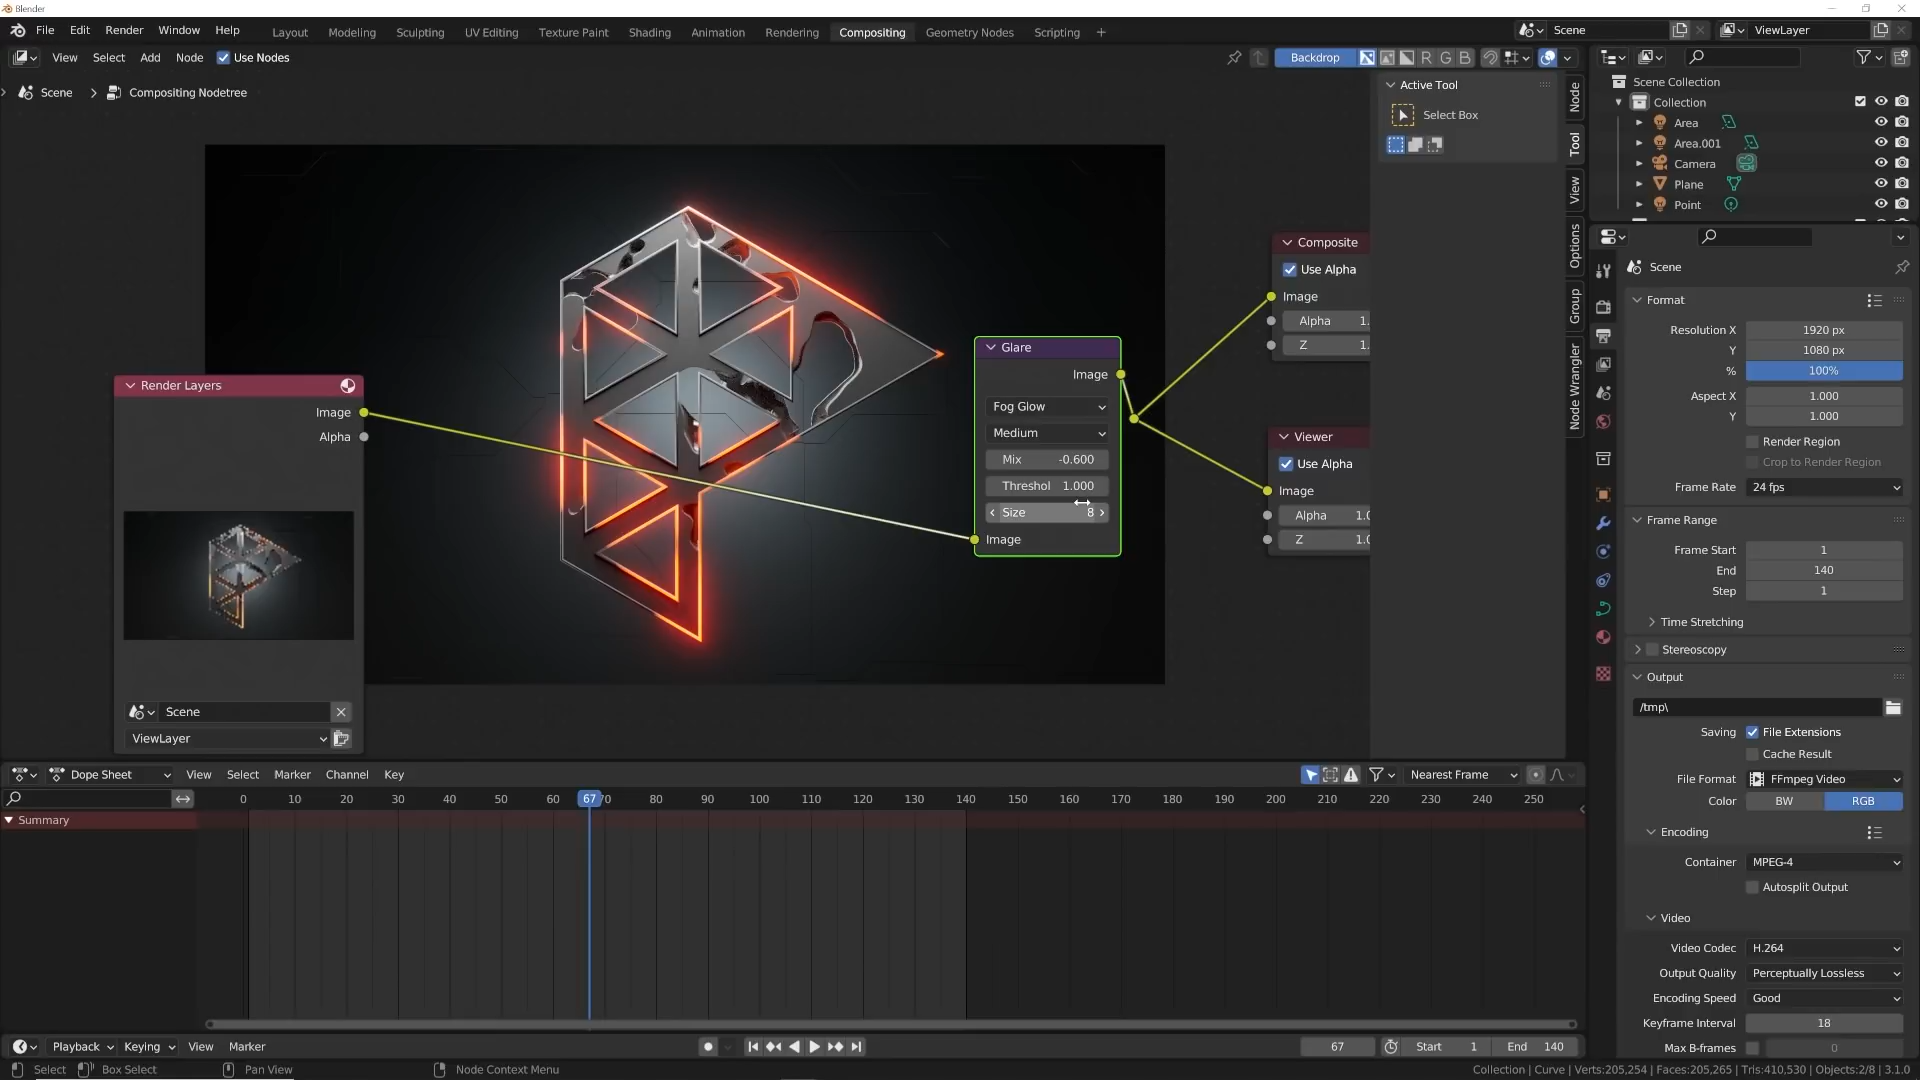 Blender
File Edit Render Window Help Layout Modeling Sculpting UV Editing Texture Paint Shading Animation Rendering Compositing Geometry Nodes Scripting + Scene ViewLayer
View Select Add Node Use Nodes Backdrop R G B
Scene > Compositing Nodetree
Active Tool
Select Box
Node
Tool
View
Options
Group
Node Wrangler
Scene Collection
Collection
Area
Area.001
Camera
Plane
Point
Render Layers
Image
Alpha
Scene
ViewLayer
Glare
Image
Fog Glow
Medium
Mix -0.600
Threshol 1.000
Size 8
Image
Composite
Use Alpha
Image
Alpha 1.
Z 1.
Viewer
Use Alpha
Image
Alpha 1.0
Z 1.0
Scene
Format
Resolution X 1920 px
Y 1080 px
% 100%
Aspect X 1.000
Y 1.000
Render Region
Crop to Render Region
Frame Rate 24 fps
Frame Range
Frame Start 1
End 140
Step 1
Time Stretching
Stereoscopy
Output
/tmp\
Saving File Extensions
Cache Result
File Format FFmpeg Video
Color BW RGB
Encoding
Container MPEG-4
Autosplit Output
Video
Video Codec H.264
Output Quality Perceptually Lossless
Encoding Speed Good
Keyframe Interval 18
Max B-frames 0
Dope Sheet View Select Marker Channel Key Nearest Frame
0 10 20 30 40 50 60 67 70 80 90 100 110 120 130 140 150 160 170 180 190 200 210 220 230 240 250
Summary
Playback Keying View Marker 67 Start 1 End 140
Select Box Select Pan View Node Context Menu Collection | Curve | Verts:205,254 | Faces:205,265 | Tris:410,530 | Objects:2/8 | 3.1.0